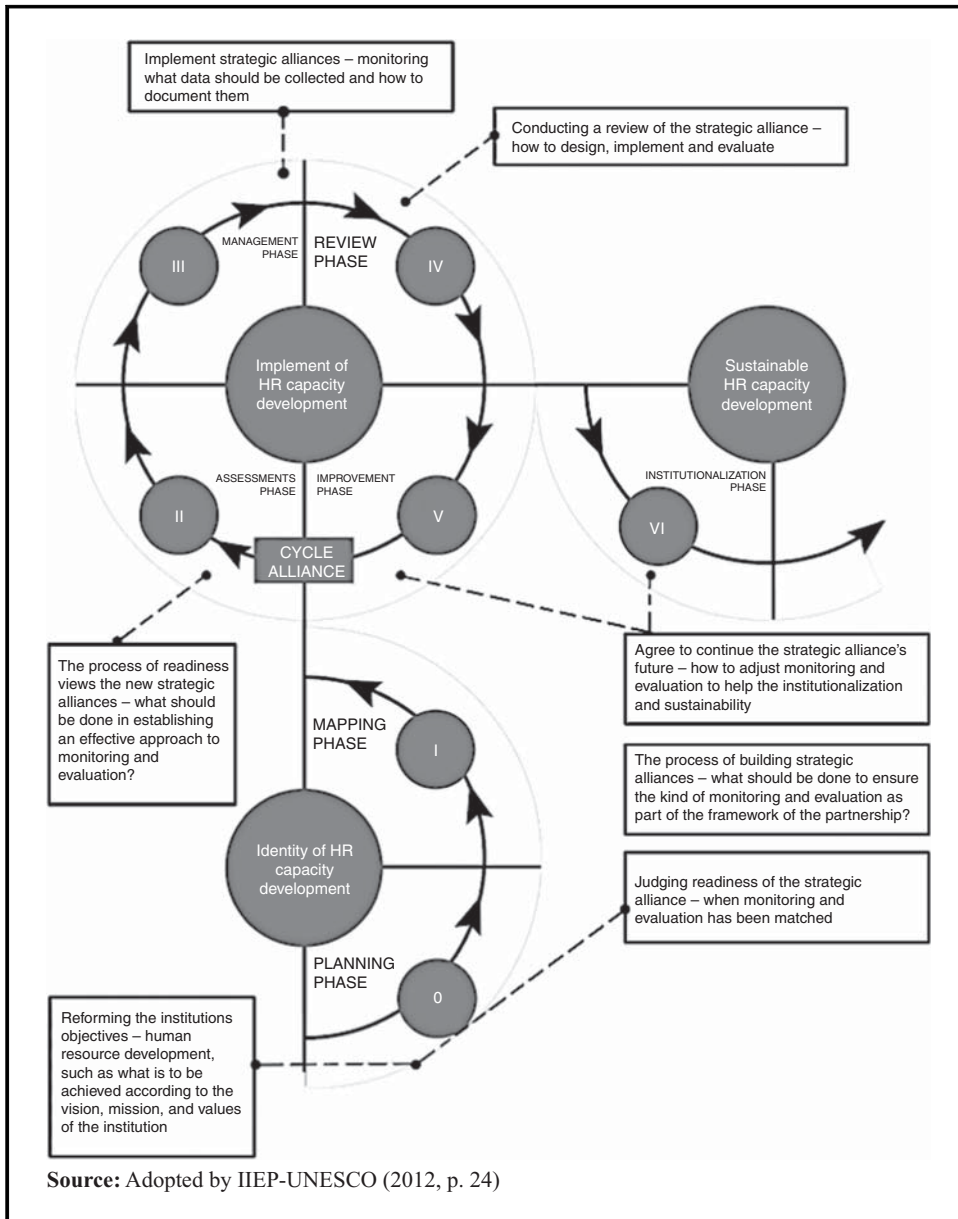 Implement strategic alliances – monitoring
what data should be collected and how to
document them
Conducting a review of the strategic alliance –
how to design, implement and evaluate
MANAGEMENT
PHASE
REVIEW
PHASE
III
IV
Implement of
HR capacity
development
Sustainable
HR capacity
development
ASSESSMENTS
PHASE
IMPROVEMENT
PHASE
INSTITUTIONALIZATION
PHASE
II
V
VI
CYCLE
ALLIANCE
The process of readiness
views the new strategic
alliances – what should
be done in establishing
an effective approach to
monitoring and
evaluation?
Agree to continue the strategic alliance's
future – how to adjust monitoring and
evaluation to help the institutionalization
and sustainability
MAPPING
PHASE
I
The process of building strategic
alliances – what should be done to ensure
the kind of monitoring and evaluation as
part of the framework of the partnership?
Identity of HR
capacity
development
Judging readiness of the strategic
alliance – when monitoring and
evaluation has been matched
PLANNING
PHASE
0
Reforming the institutions
objectives – human
resource development,
such as what is to be
achieved according to the
vision, mission, and values
of the institution
Source: Adopted by IIEP-UNESCO (2012, p. 24)